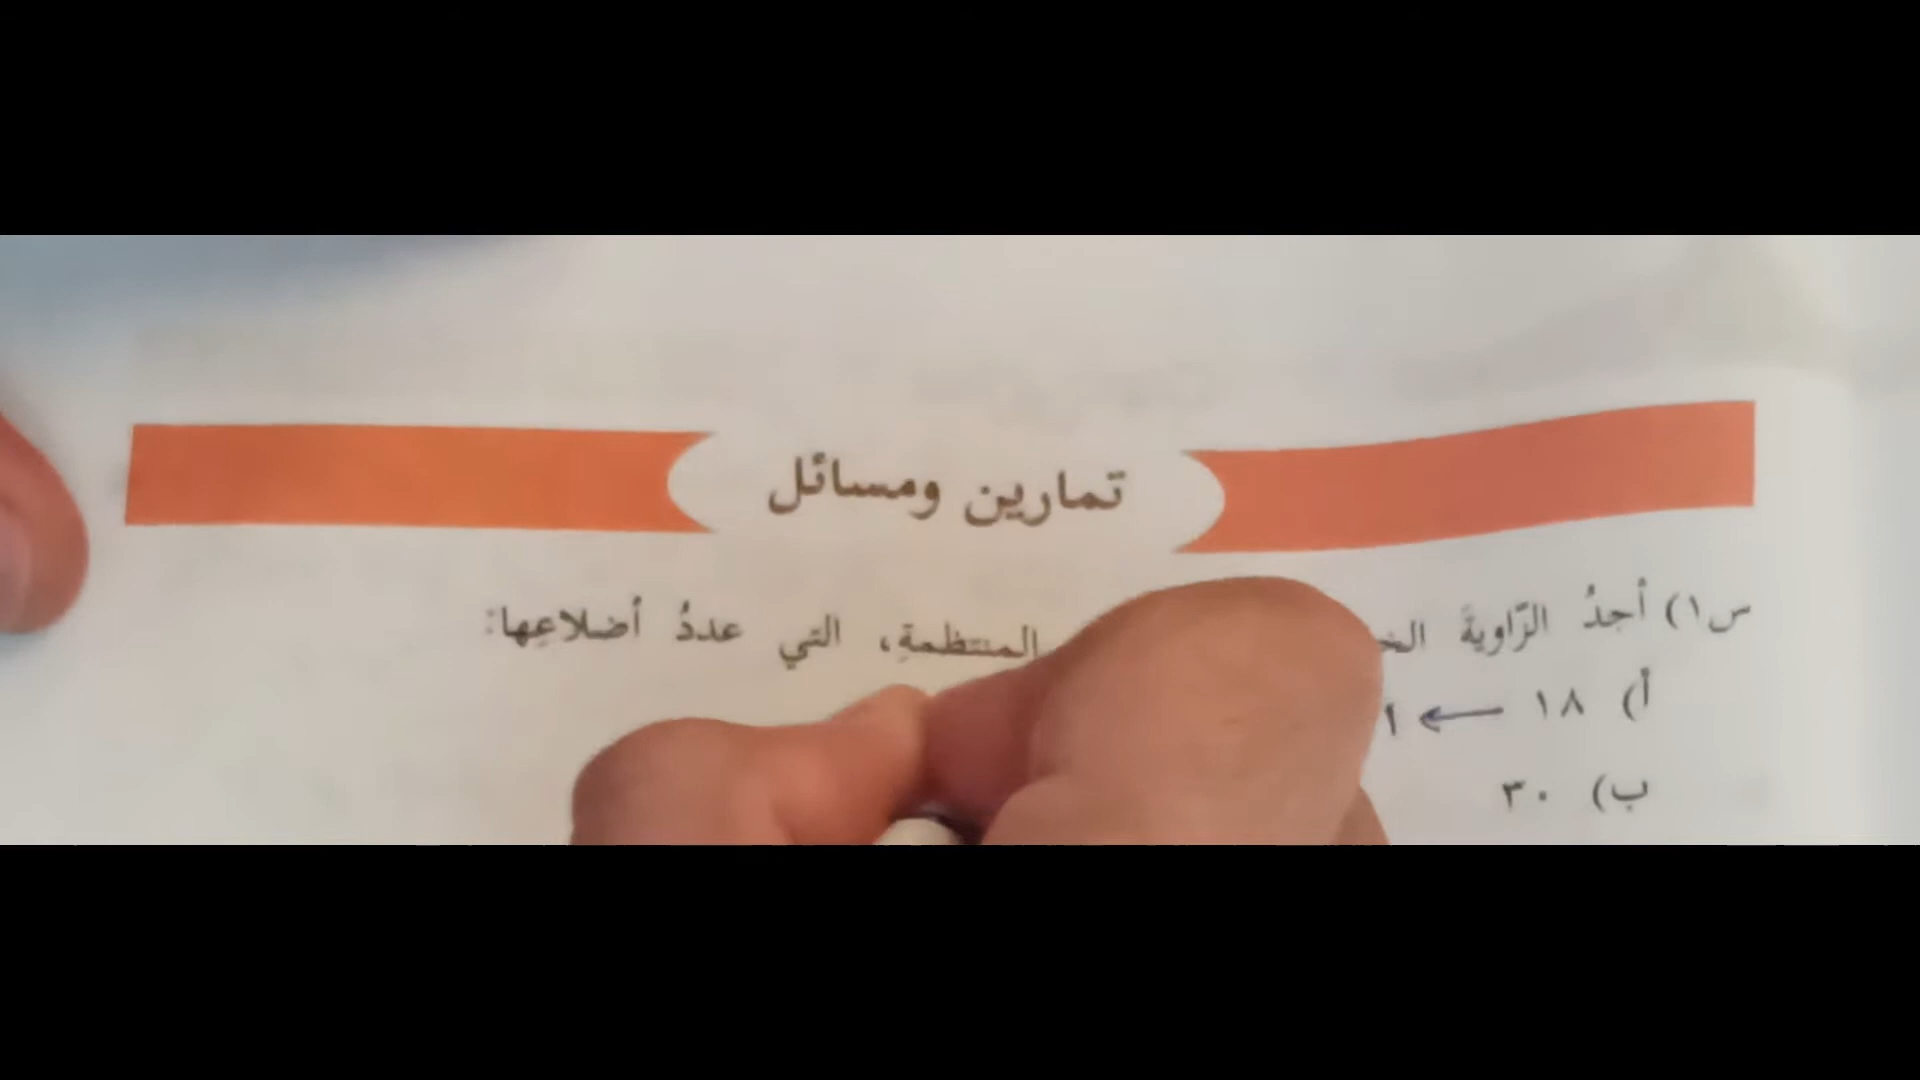 تمارين ومسائل
س١) أجدُ الزّاويةَ المنتظمةِ، التي عددُ أضلاعِها:
أ) ١٨ ← ١
ب) ٣٠